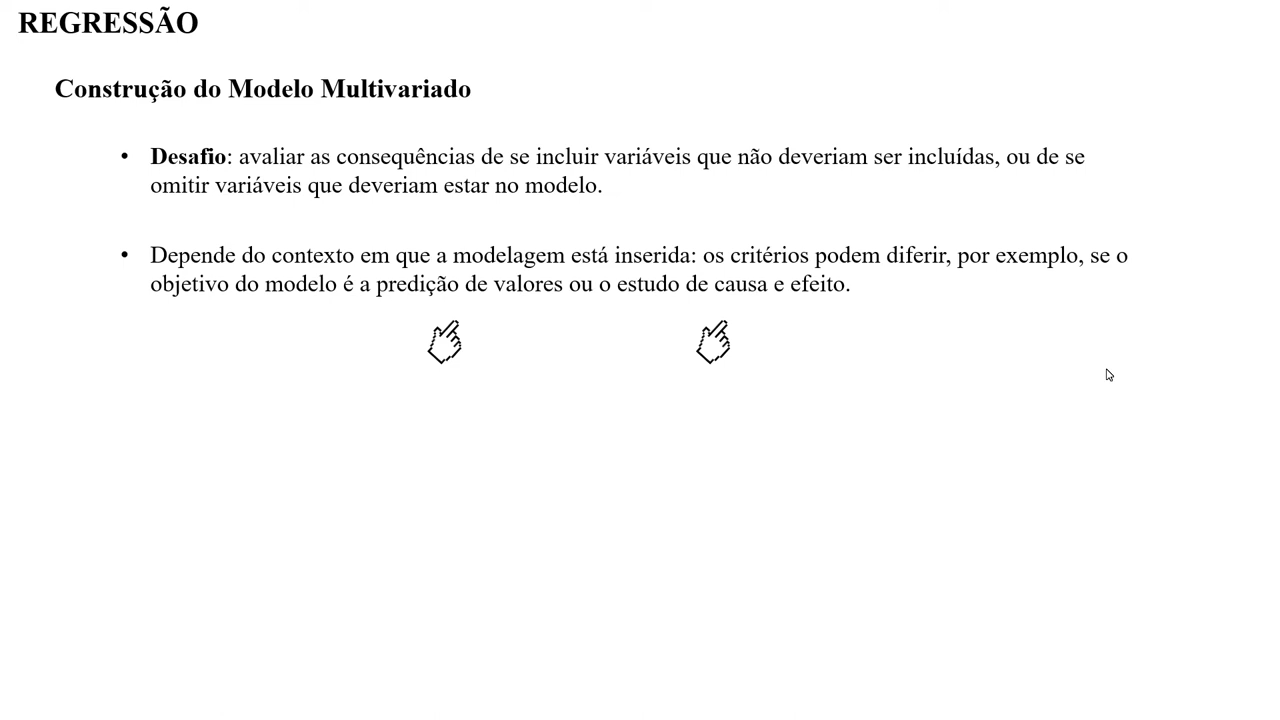 REGRESSÃO
Construção do Modelo Multivariado
• Desafio: avaliar as consequências de se incluir variáveis que não deveriam ser incluídas, ou de se
omitir variáveis que deveriam estar no modelo.
• Depende do contexto em que a modelagem está inserida: os critérios podem diferir, por exemplo, se o
objetivo do modelo é a predição de valores ou o estudo de causa e efeito.